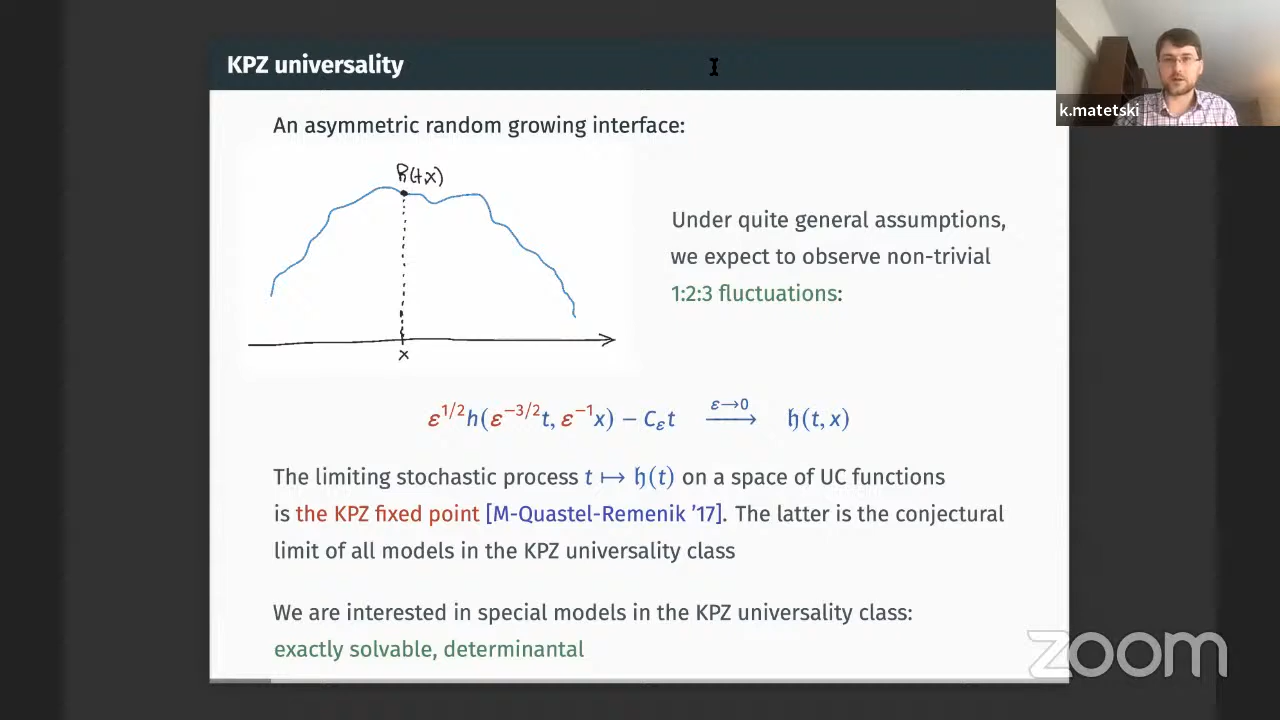 KPZ universality
k.matetski
An asymmetric random growing interface:
h(t,x)
x
Under quite general assumptions,
we expect to observe non-trivial
1:2:3 fluctuations:
ε^{1/2}h(ε^{−3/2}t, ε^{−1}x) − C_εt \xrightarrow{ε→0} 𝔥(t, x)
The limiting stochastic process t ↦ 𝔥(t) on a space of UC functions
is the KPZ fixed point [M-Quastel-Remenik ’17]. The latter is the conjectural
limit of all models in the KPZ universality class
We are interested in special models in the KPZ universality class:
exactly solvable, determinantal
zoom